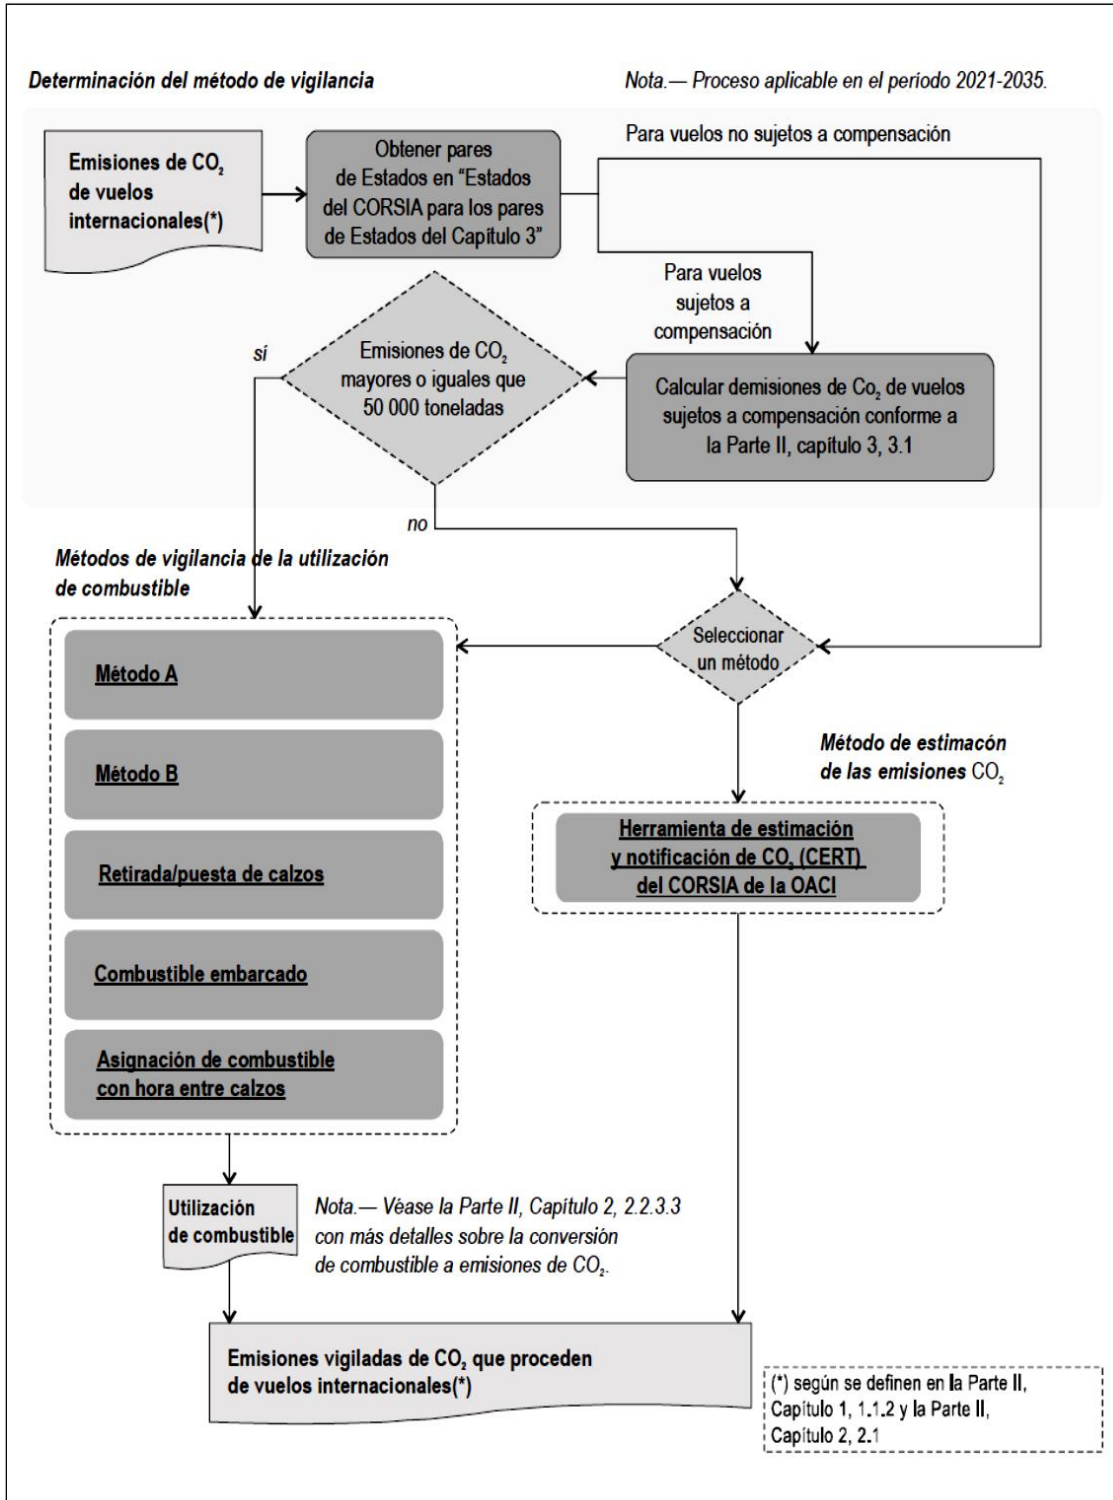 Determinación del método de vigilancia
Nota.— Proceso aplicable en el período 2021-2035.
Para vuelos no sujetos a compensación
Emisiones de CO₂
de vuelos
internacionales(*)
Obtener pares
de Estados en “Estados
del CORSIA para los pares
de Estados del Capítulo 3”
Para vuelos
sujetos a
compensación
sí
Emisiones de CO₂
mayores o iguales que
50 000 toneladas
Calcular demisiones de Co₂ de vuelos
sujetos a compensación conforme a
la Parte II, capítulo 3, 3.1
no
Métodos de vigilancia de la utilización
de combustible
Seleccionar
un método
Método A
Método B
Retirada/puesta de calzos
Combustible embarcado
Asignación de combustible
con hora entre calzos
Método de estimacón
de las emisiones CO₂
Herramienta de estimación
y notificación de CO₂ (CERT)
del CORSIA de la OACI
Utilización
de combustible
Nota.— Véase la Parte II, Capítulo 2, 2.2.3.3
con más detalles sobre la conversión
de combustible a emisiones de CO₂.
Emisiones vigiladas de CO₂ que proceden
de vuelos internacionales(*)
(*) según se definen en la Parte II,
Capítulo 1, 1.1.2 y la Parte II,
Capítulo 2, 2.1